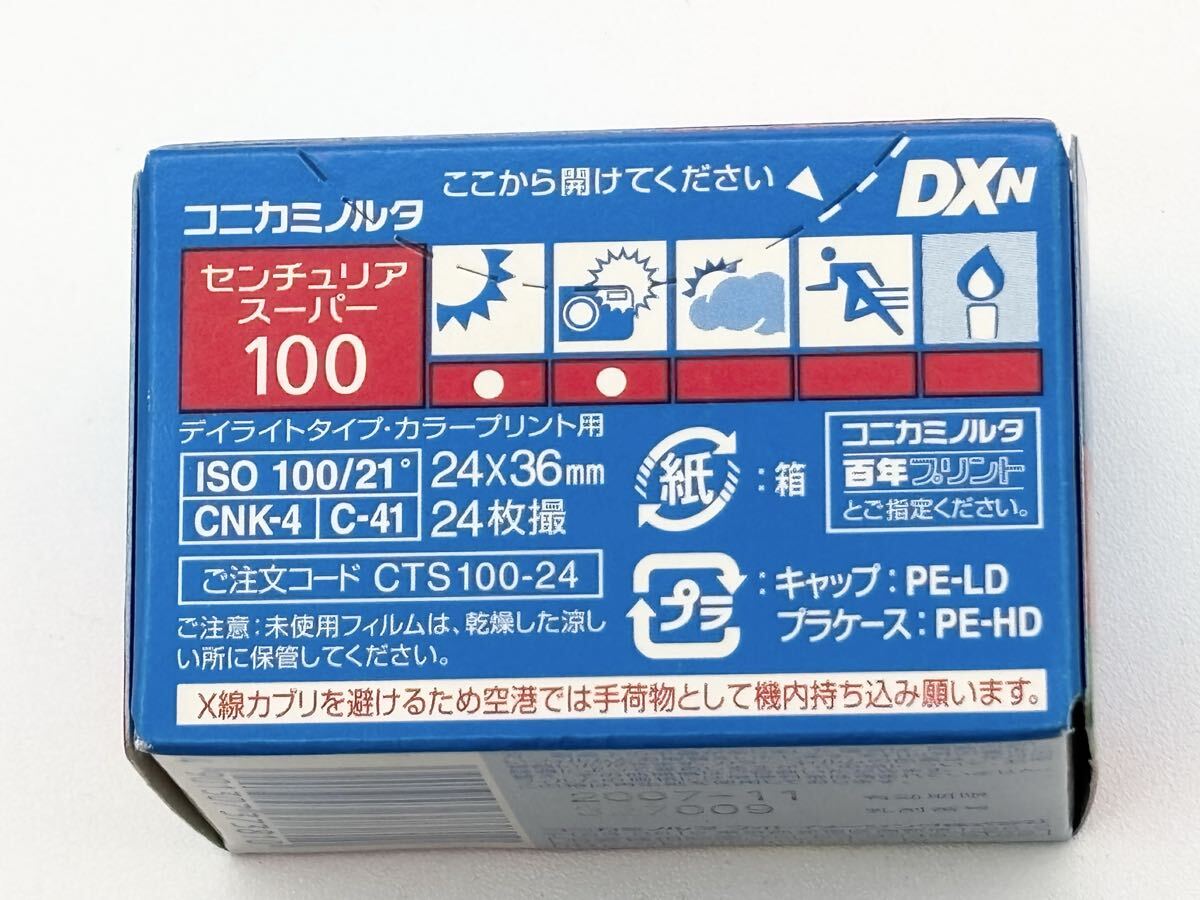 ここから開けてください
DXN
コニカミノルタ
センチュリア
スーパー
100
デイライトタイプ・カラープリント用
ISO 100/21°
CNK-4
C-41
24X36mm
24枚撮
ご注文コード CTS100-24
ご注意:未使用フィルムは、乾燥した涼し
い所に保管してください。
紙
:箱
プラ
:キャップ:PE-LD
プラケース:PE-HD
コニカミノルタ
百年プリント
とご指定ください。
X線カブリを避けるため空港では手荷物として機内持ち込み願います。
2007-11